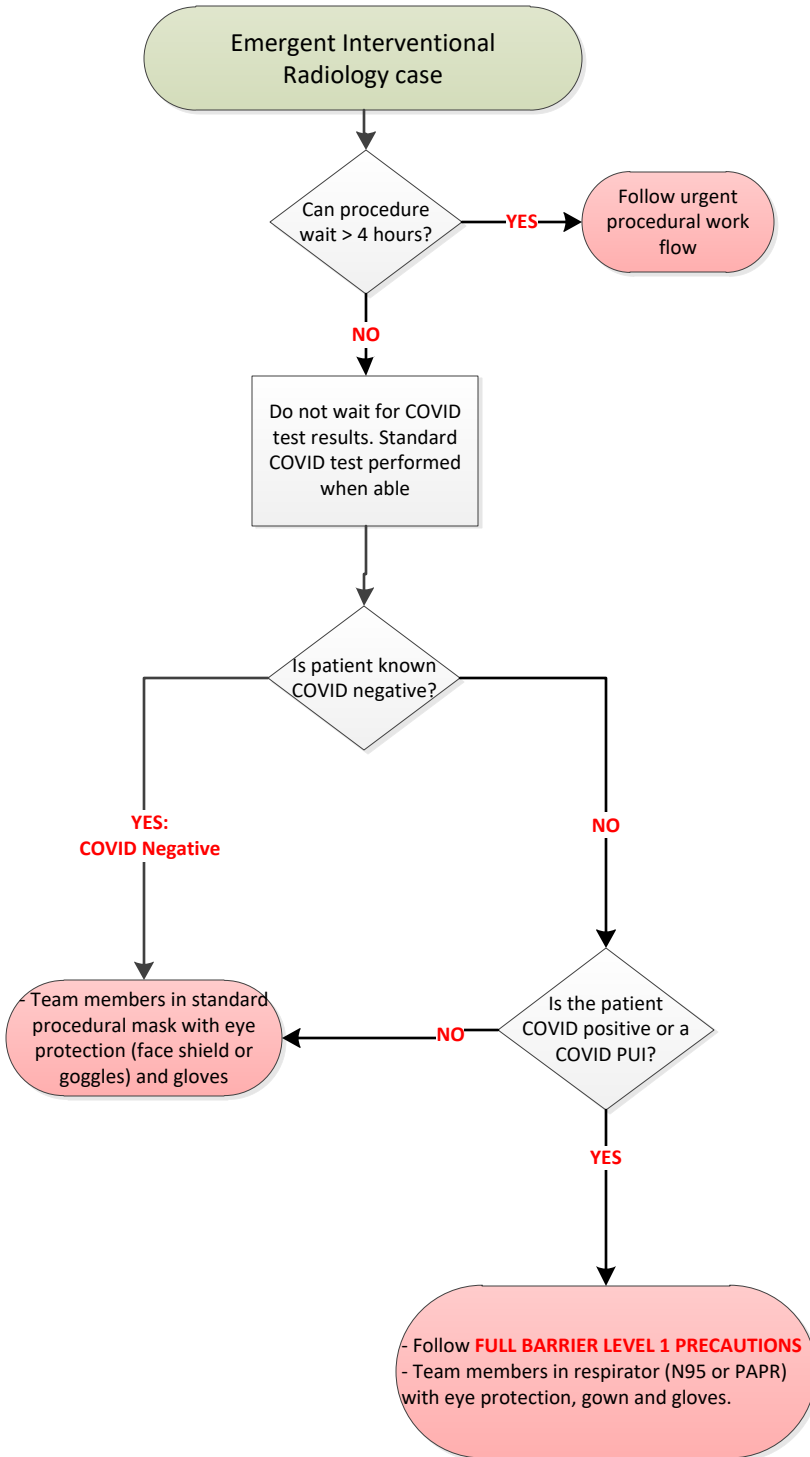 Emergent Interventional
Radiology case
Can procedure
wait > 4 hours?
YES
Follow urgent
procedural work
flow
NO
Do not wait for COVID
test results. Standard
COVID test performed
when able
Is patient known
COVID negative?
YES:
COVID Negative
NO
- Team members in standard
procedural mask with eye
protection (face shield or
goggles) and gloves
NO
Is the patient
COVID positive or a
COVID PUI?
YES
- Follow FULL BARRIER LEVEL 1 PRECAUTIONS
- Team members in respirator (N95 or PAPR)
with eye protection, gown and gloves.